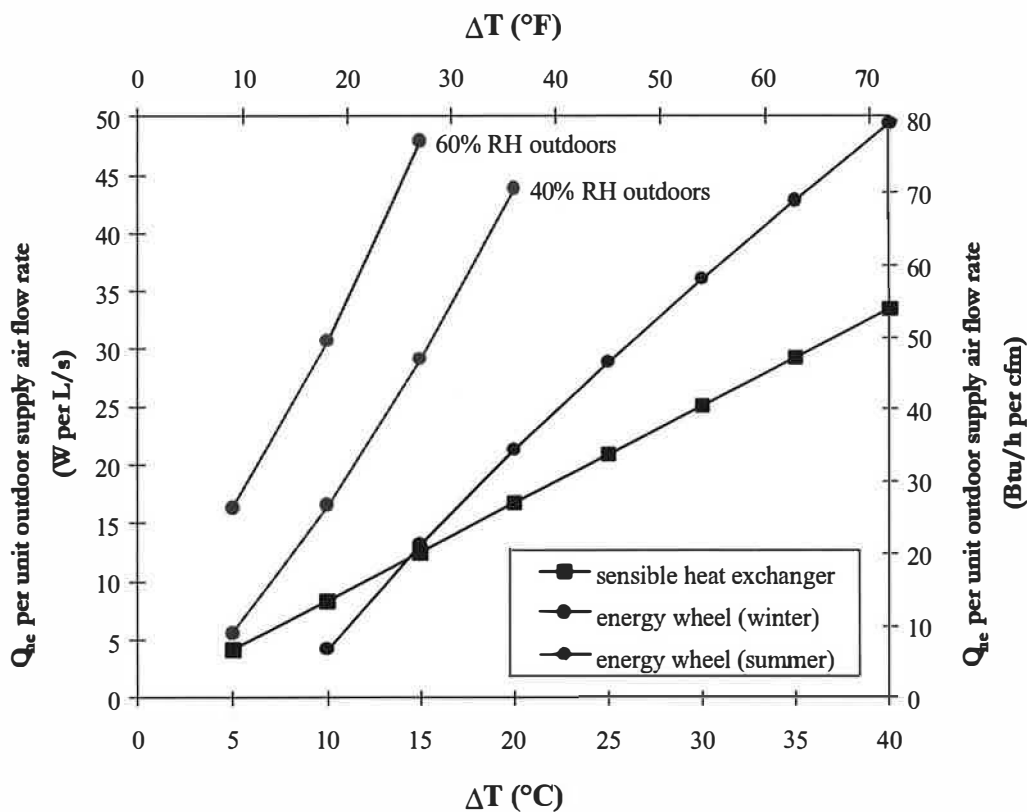 ΔT (°F)
0 10 20 30 40 50 60 70
50
45
40
35
30
25
20
15
10
5
0
80
70
60
50
40
30
20
10
0
60% RH outdoors
40% RH outdoors
Qhe per unit outdoor supply air flow rate
(W per L/s)
Qhe per unit outdoor supply air flow rate
(Btu/h per cfm)
sensible heat exchanger
energy wheel (winter)
energy wheel (summer)
0 5 10 15 20 25 30 35 40
ΔT (°C)